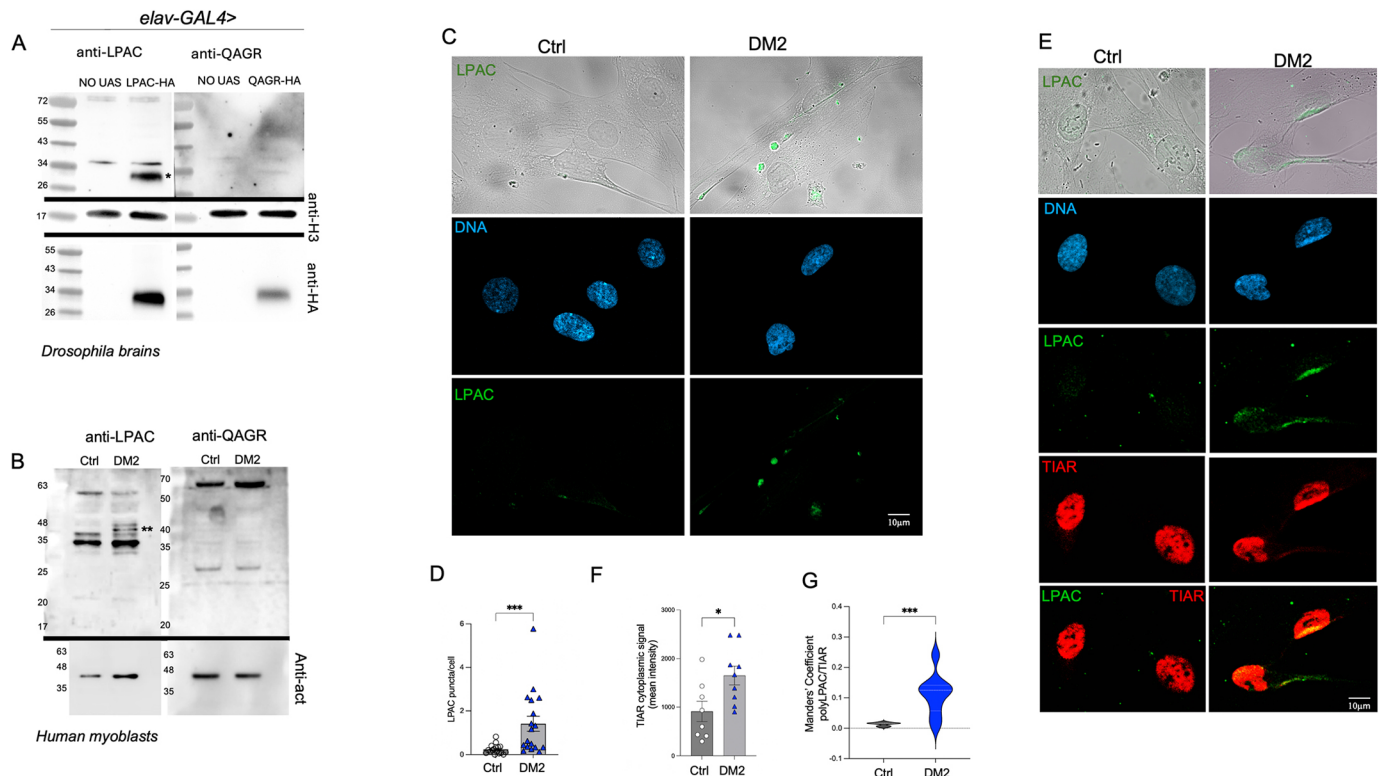 elav-GAL4>
A
anti-LPAC
anti-QAGR
NO UAS
LPAC-HA
NO UAS
QAGR-HA
72
55
43
34
26
*
17
anti-H3
55
43
34
26
anti-HA
Drosophila brains
B
anti-LPAC
anti-QAGR
Ctrl
DM2
Ctrl
DM2
63
48
35
25
20
17
**
70
50
40
35
25
20
63
48
35
63
48
35
Anti-act
Human myoblasts
C
Ctrl
DM2
LPAC
DNA
LPAC
10μm
D
LPAC puncta/cell
6
4
2
0
***
Ctrl
DM2
F
TIAR cytoplasmic signal
(mean intensity)
3000
2000
1000
0
*
Ctrl
DM2
G
Manders' Coefficient
polyLPAC/TIAR
0.4
0.3
0.2
0.1
0.0
-0.1
***
Ctrl
DM2
E
Ctrl
DM2
LPAC
DNA
LPAC
TIAR
LPAC
TIAR
10μm